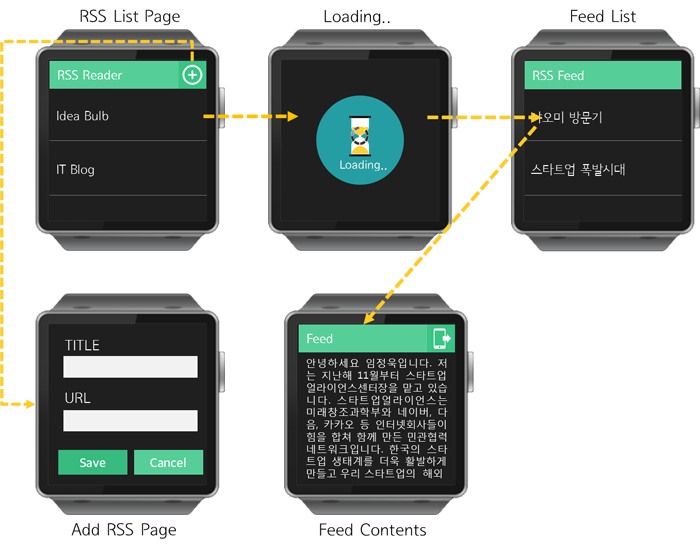 RSS List Page
Loading..
Feed List
RSS Reader
Idea Bulb
IT Blog
Loading..
RSS Feed
오미 방문기
스타트업 폭발시대
TITLE
URL
Save
Cancel
Add RSS Page
Feed
안녕하세요 임정욱입니다. 저
는 지난해 11월부터 스타트업
얼라이언스센터장을 맡고 있습
니다. 스타트업얼라이언스는
미래창조과학부와 네이버, 다
음, 카카오 등 인터넷회사들이
힘을 합쳐 함께 만든 민관협력
네트워크입니다. 한국의 스타
트업 생태계를 더욱 활발하게
만들고 우리 스타트업의 해외
Feed Contents